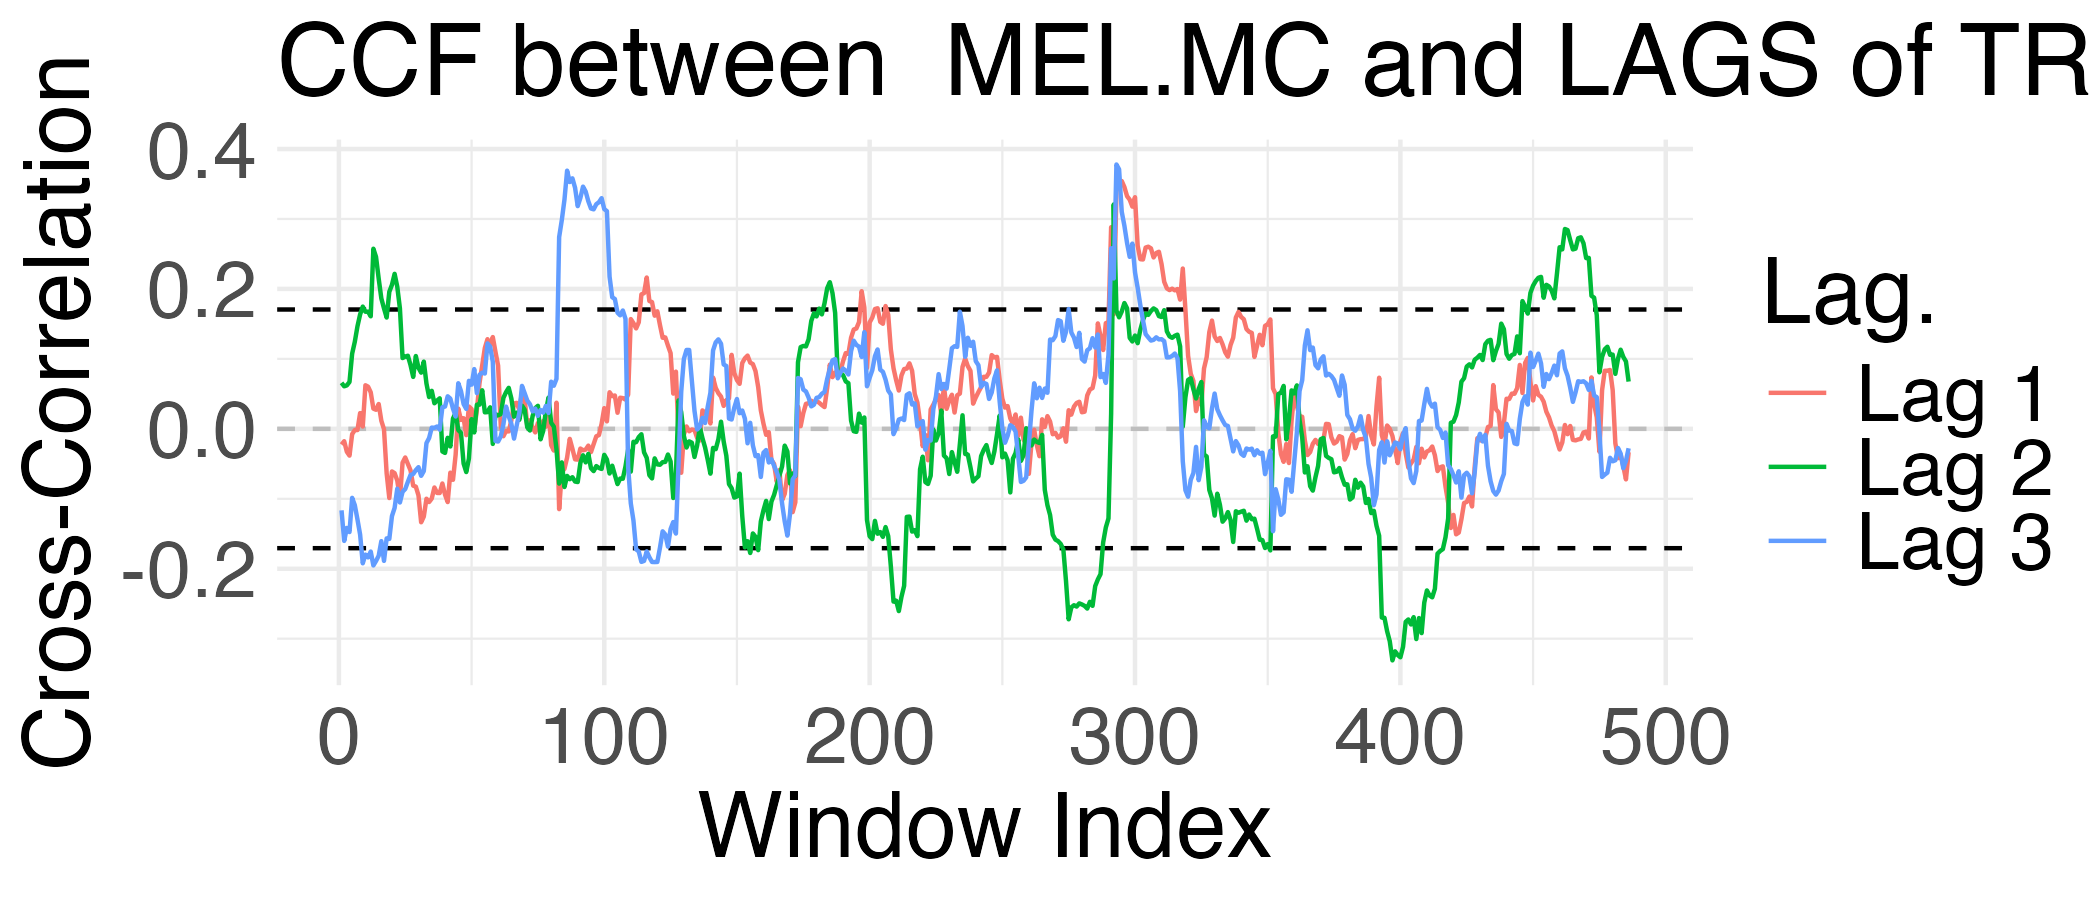 CCF between  MEL.MC and LAGS of TR
Cross-Correlation
0.4
0.2
0.0
-0.2
0
100
200
300
400
500
Window Index
Lag.
Lag 1
Lag 2
Lag 3